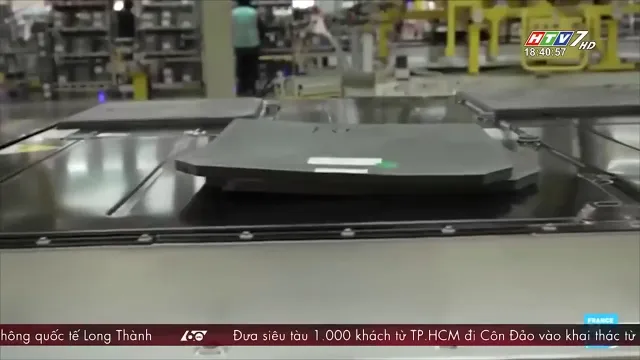 HTV7 HD
18:40:57
FRANCE
hông quốc tế Long Thành 60 Đưa siêu tàu 1.000 khách từ TP.HCM đi Côn Đảo vào khai thác từ